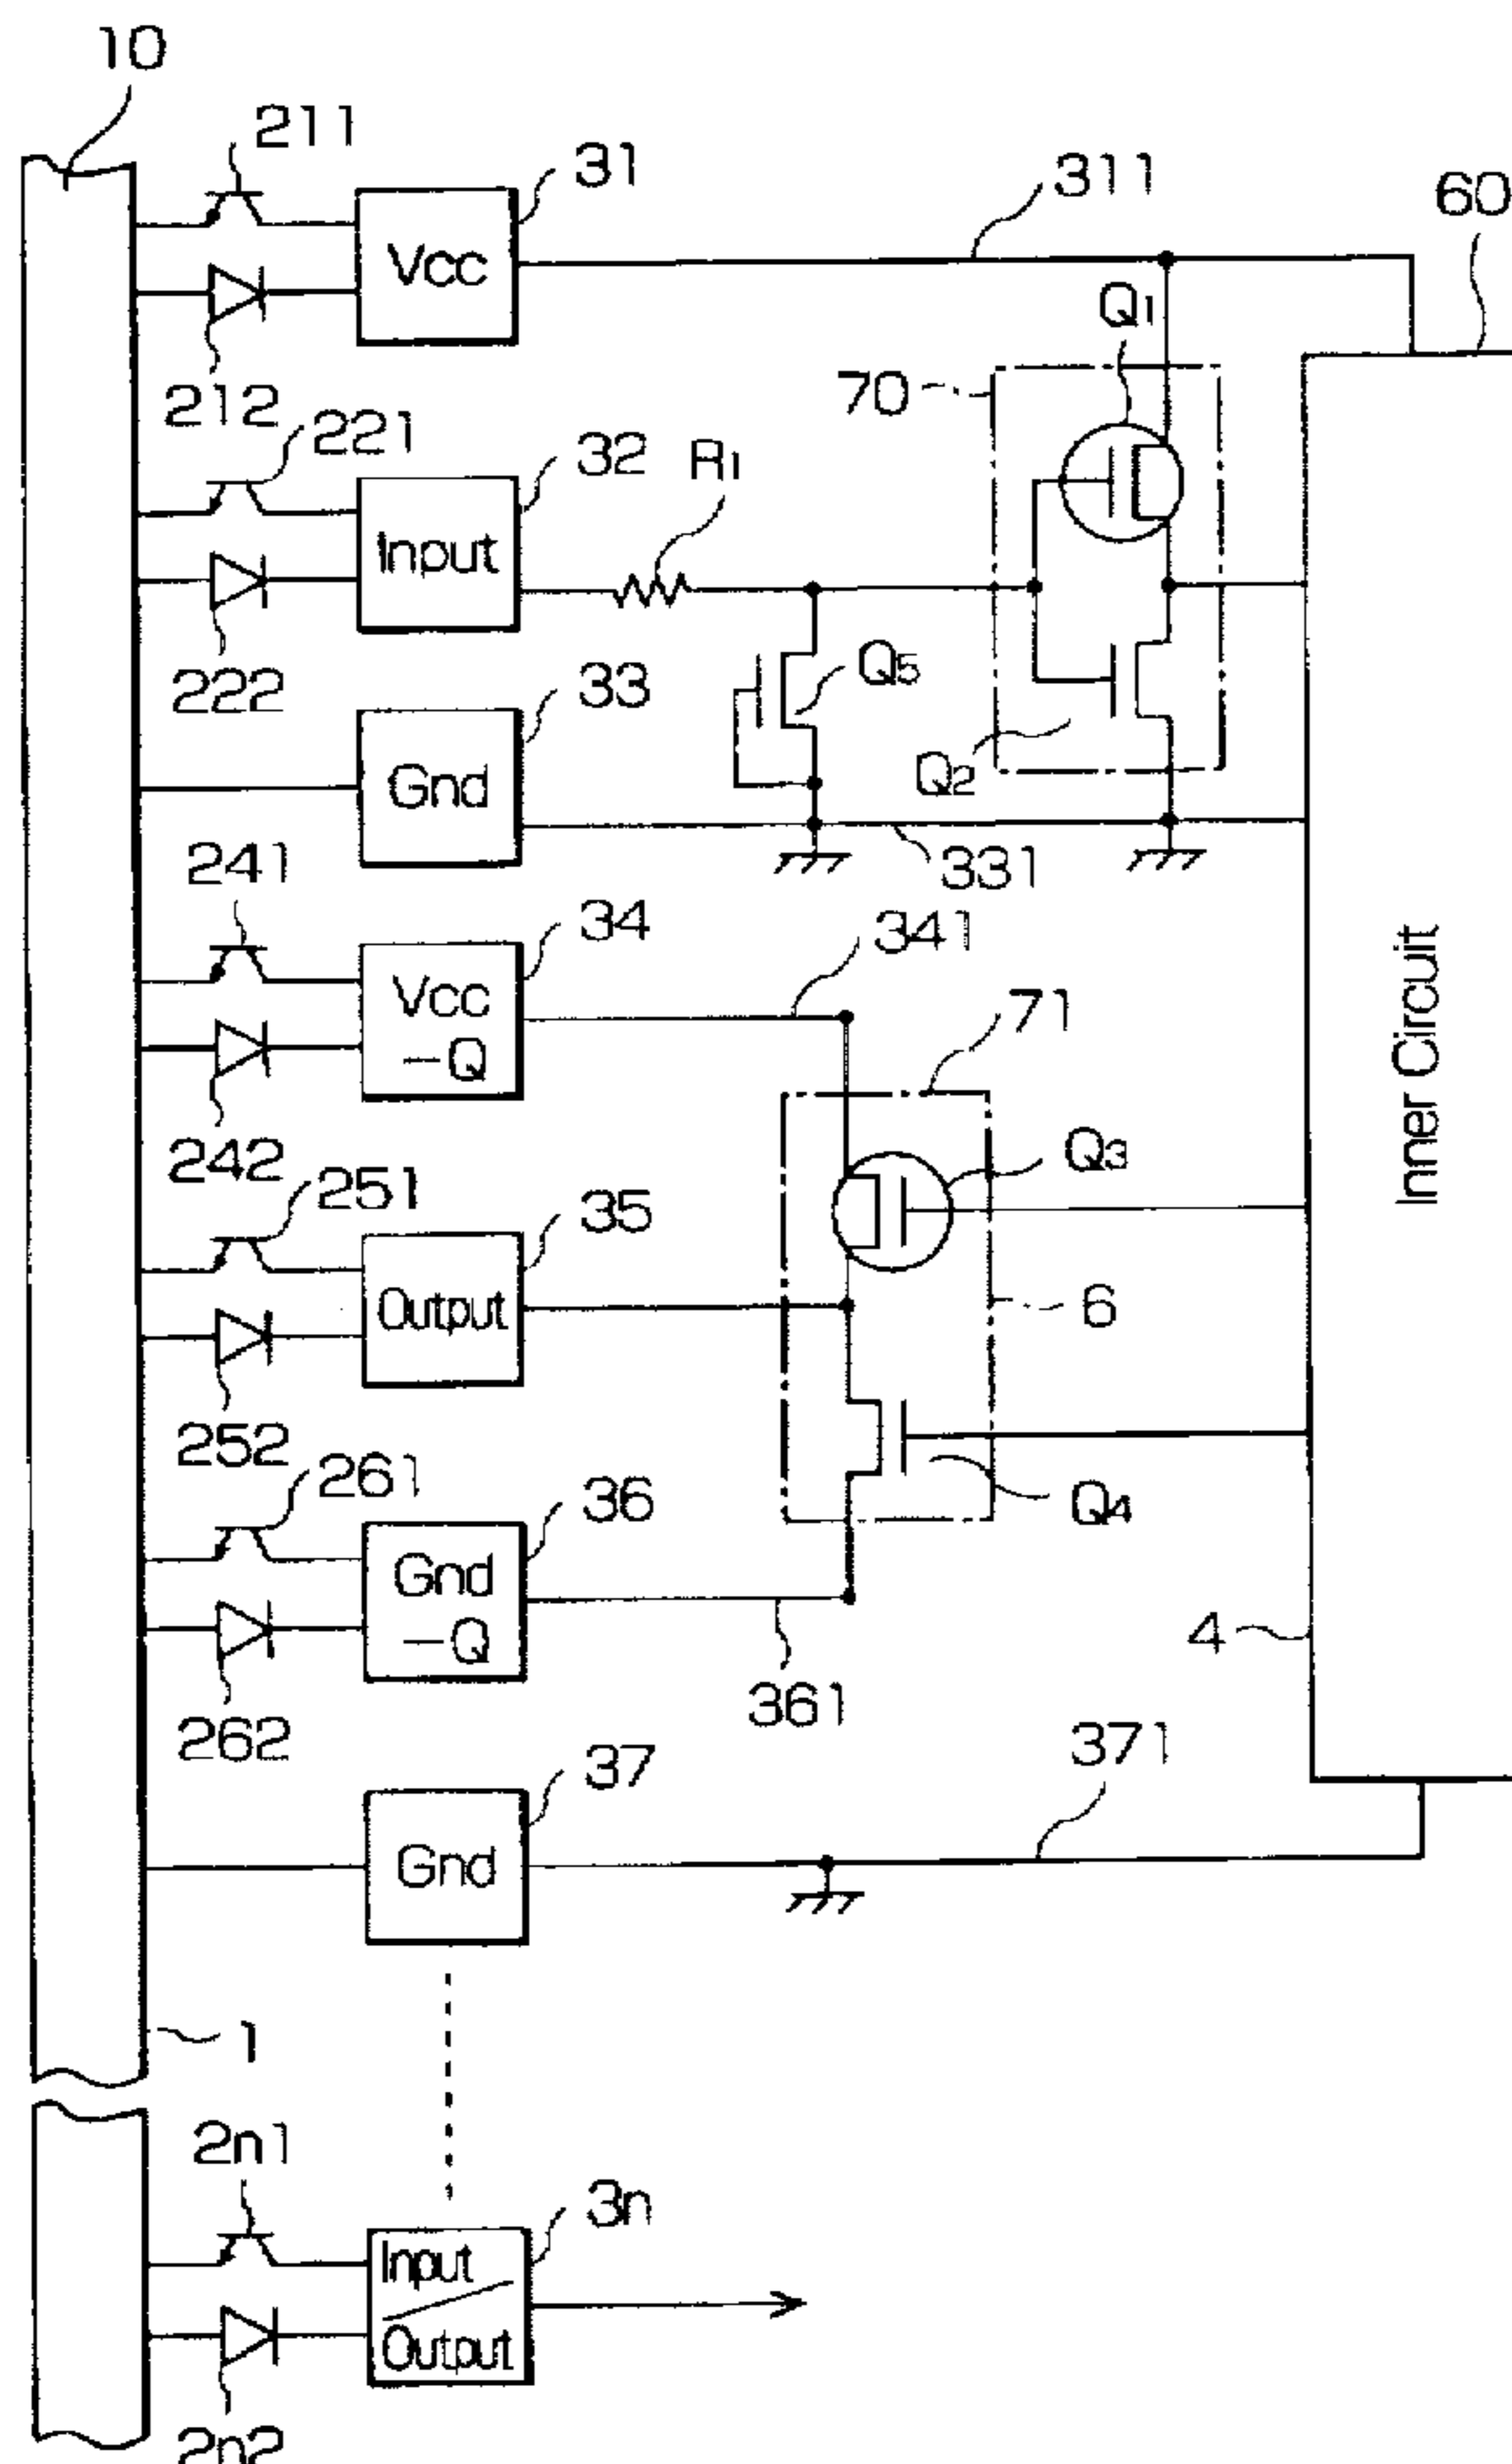 10
211
31
311
60
Vcc
Q1
212
70
221
32
R1
Input
222
33
Q5
Gnd
Q2
241
331
34
341
Vcc
-Q
71
242
Q3
251
35
Output
6
252
261
36
Q4
Gnd
-Q
4
262
361
37
371
Gnd
Inner Circuit
1
2n1
3n
Input
Output
2n2